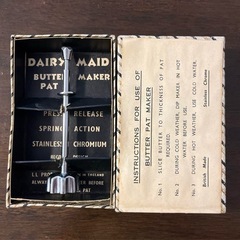 DAIRY MAID
BUTTER MAKER
PAT
PRESS RELEASE
SPRING ACTION
STAINLESS CHROMIUM
ALWAYS BEFORE
INSTRUCTIONS FOR USE OF
BUTTER PAT MAKER
No. 1 SLICE BUTTER TO THICKNESS OF PAT
No. 2 DURING COLD WEATHER, DIP MAKER IN HOT
WATER BEFORE USE.
No. 3 DURING HOT WEATHER, USE COLD WATER.
British Made Stainless Chrome